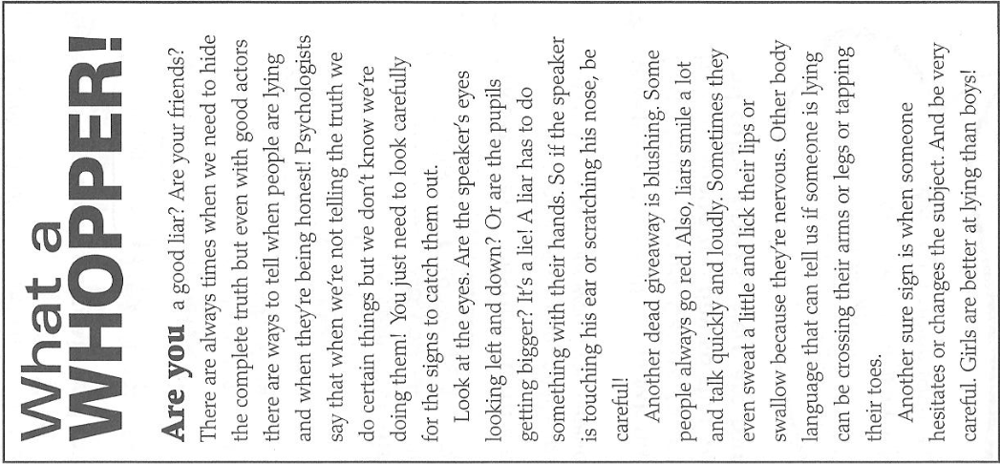 What a
WHOPPER!
Are you a good liar? Are your friends?
There are always times when we need to hide
the complete truth but even with good actors
there are ways to tell when people are lying
and when they're being honest! Psychologists
say that when we're not telling the truth we
do certain things but we don't know we're
doing them! You just need to look carefully
for the signs to catch them out.
Look at the eyes. Are the speaker's eyes
looking left and down? Or are the pupils
getting bigger? It's a lie! A liar has to do
something with their hands. So if the speaker
is touching his ear or scratching his nose, be
careful!
Another dead giveaway is blushing. Some
people always go red. Also, liars smile a lot
and talk quickly and loudly. Sometimes they
even sweat a little and lick their lips or
swallow because they're nervous. Other body
language that can tell us if someone is lying
can be crossing their arms or legs or tapping
their toes.
Another sure sign is when someone
hesitates or changes the subject. And be very
careful. Girls are better at lying than boys!